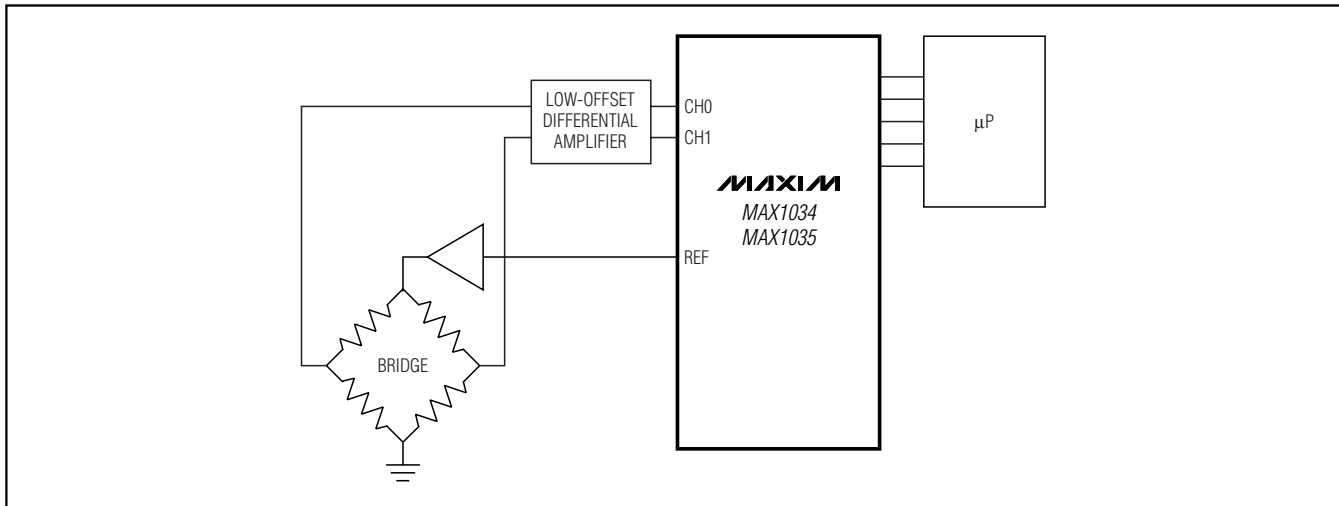 LOW-OFFSET
DIFFERENTIAL
AMPLIFIER
CH0
CH1
μP
MAXIM
MAX1034
MAX1035
REF
BRIDGE